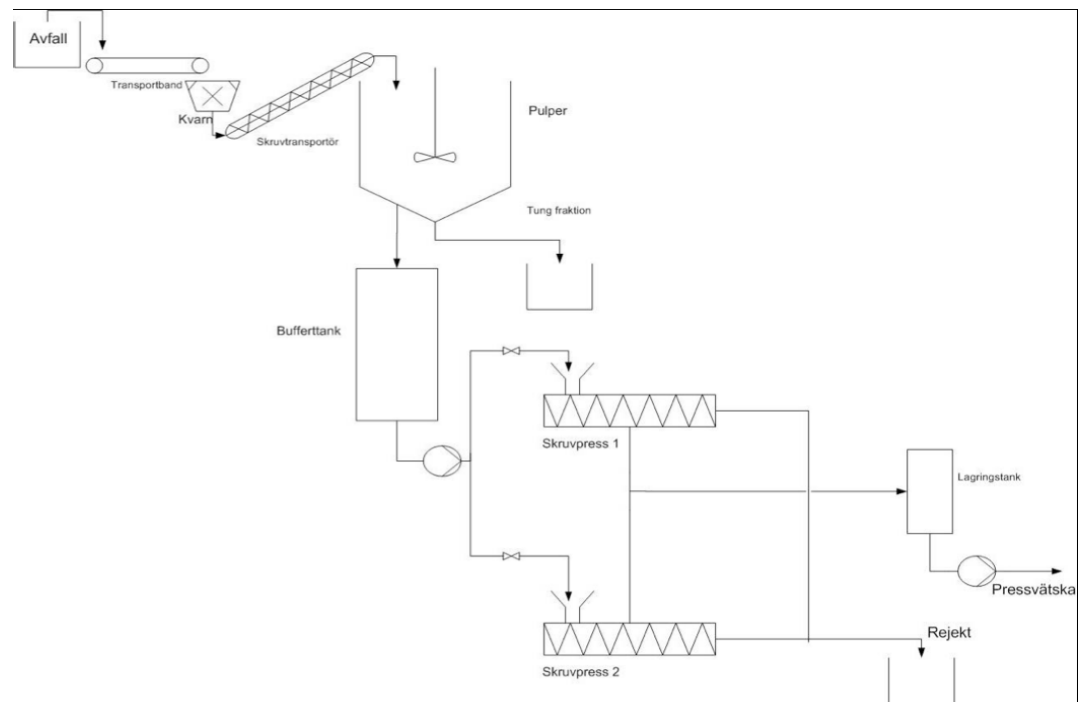 Avfall
Transportband
Kvarn
Skruvtransportör
Pulper
Tung fraktion
Bufferttank
Skruvpress 1
Lagringstank
Pressvätska
Rejekt
Skruvpress 2